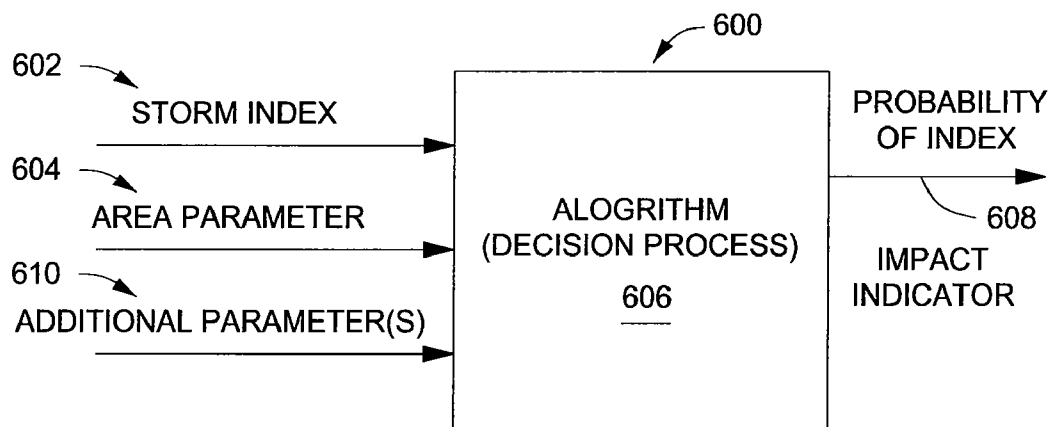 600
602
STORM INDEX
604
AREA PARAMETER
610
ADDITIONAL PARAMETER(S)
ALOGRITHM
(DECISION PROCESS)
606
PROBABILITY
OF INDEX
608
IMPACT
INDICATOR